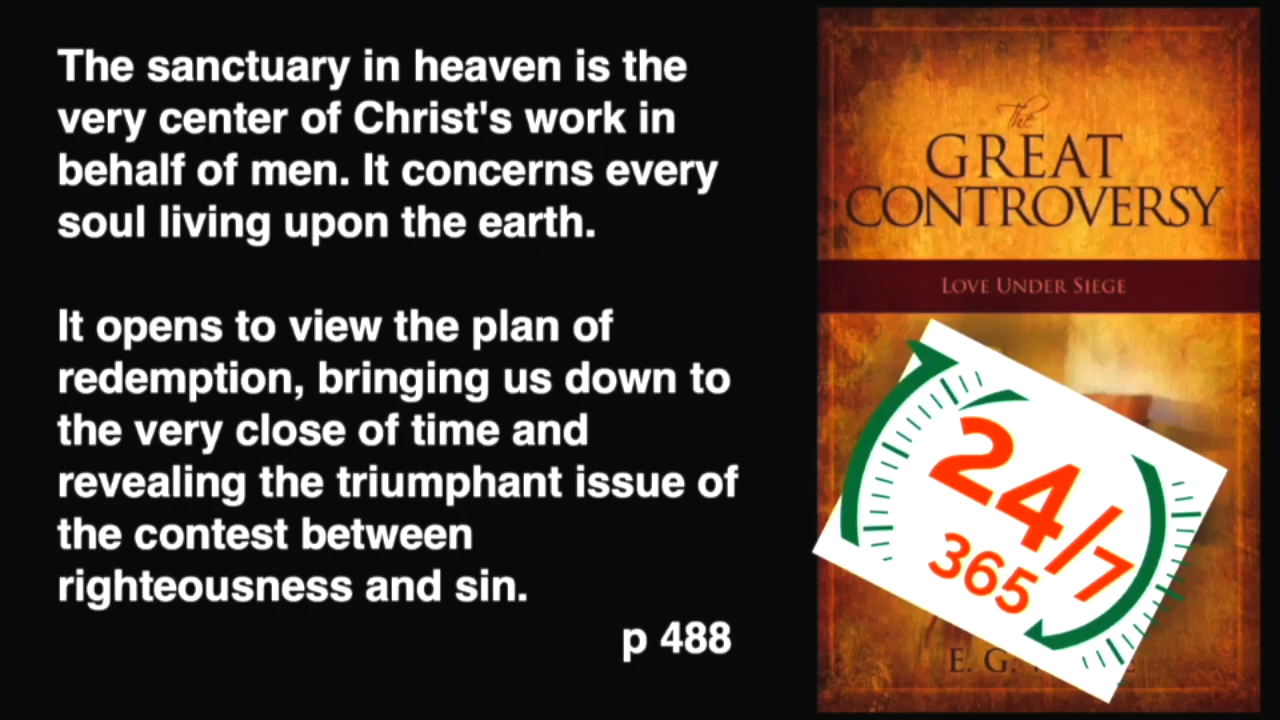 The sanctuary in heaven is the
very center of Christ's work in
behalf of men. It concerns every
soul living upon the earth.
It opens to view the plan of
redemption, bringing us down to
the very close of time and
revealing the triumphant issue of
the contest between
righteousness and sin.
p 488
The
GREAT
CONTROVERSY
LOVE UNDER SIEGE
24/7
365
E. G.